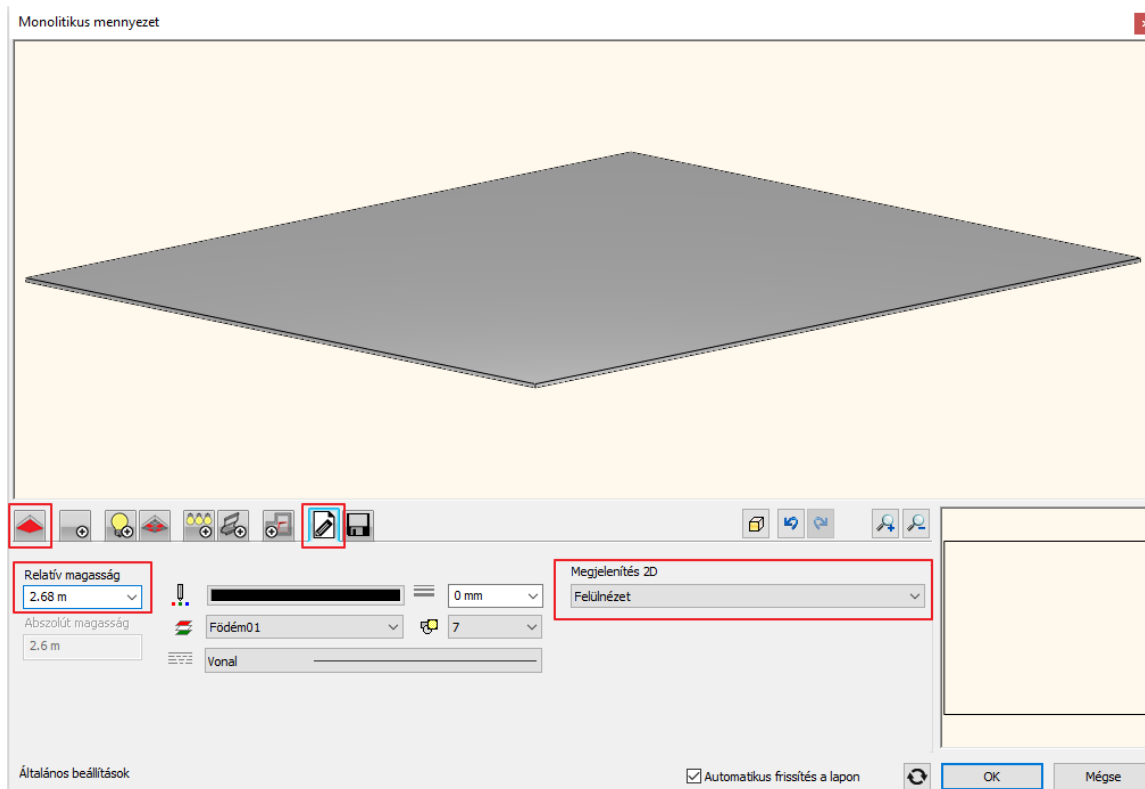 Monolitikus mennyezet
Relatív magasság
2.68 m
Abszolút magasság
2.6 m
0 mm
Födém01
7
Vonal
Megjelenítés 2D
Felülnézet
Általános beállítások
Automatikus frissítés a lapon
OK
Mégse